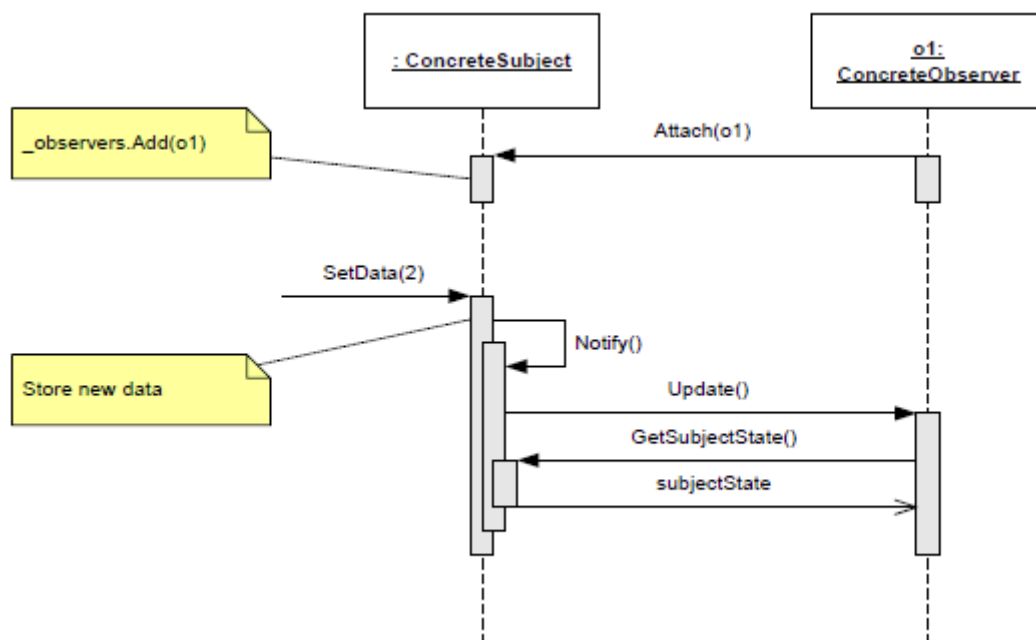 : ConcreteSubject
o1:
ConcreteObserver
_observers.Add(o1)
Attach(o1)
SetData(2)
Notify()
Store new data
Update()
GetSubjectState()
subjectState